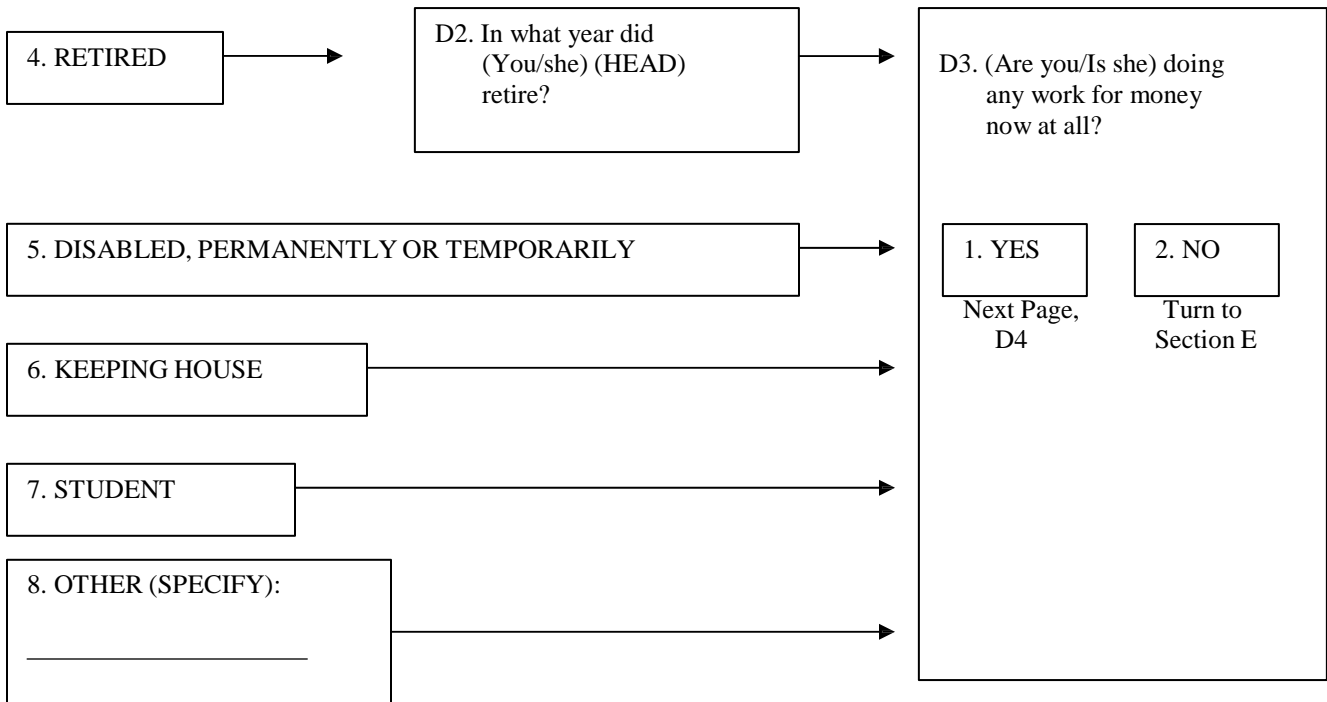 4. RETIRED
D2. In what year did
(You/she) (HEAD)
retire?
D3. (Are you/Is she) doing
any work for money
now at all?
5. DISABLED, PERMANENTLY OR TEMPORARILY
1. YES
2. NO
Next Page,
D4
Turn to
Section E
6. KEEPING HOUSE
7. STUDENT
8. OTHER (SPECIFY):